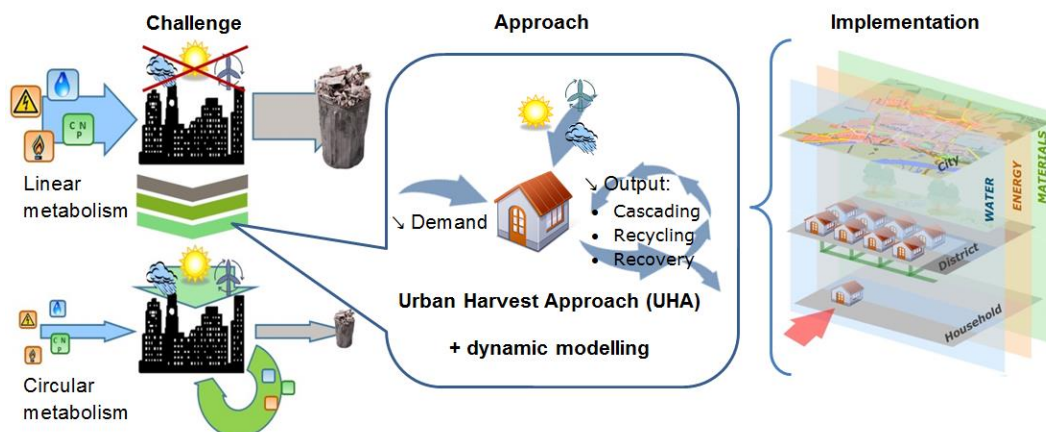 Challenge
Approach
Implementation
C N
P
Linear
metabolism
↘ Demand
↘ Output:
• Cascading
• Recycling
• Recovery
Urban Harvest Approach (UHA)
+ dynamic modelling
City
WATER
ENERGY
MATERIALS
District
Household
C N
P
Circular
metabolism